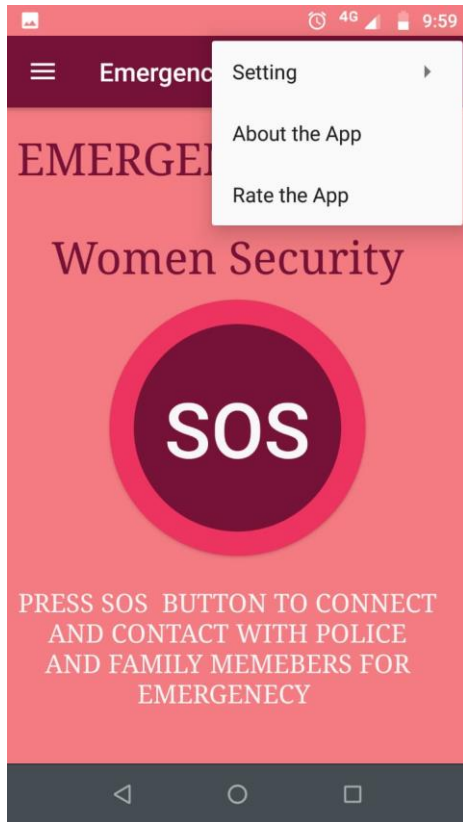 4G 9:59
Emergenc
Setting
About the App
Rate the App
EMERGE
Women Security
SOS
PRESS SOS BUTTON TO CONNECT
AND CONTACT WITH POLICE
AND FAMILY MEMEBERS FOR
EMERGENECY